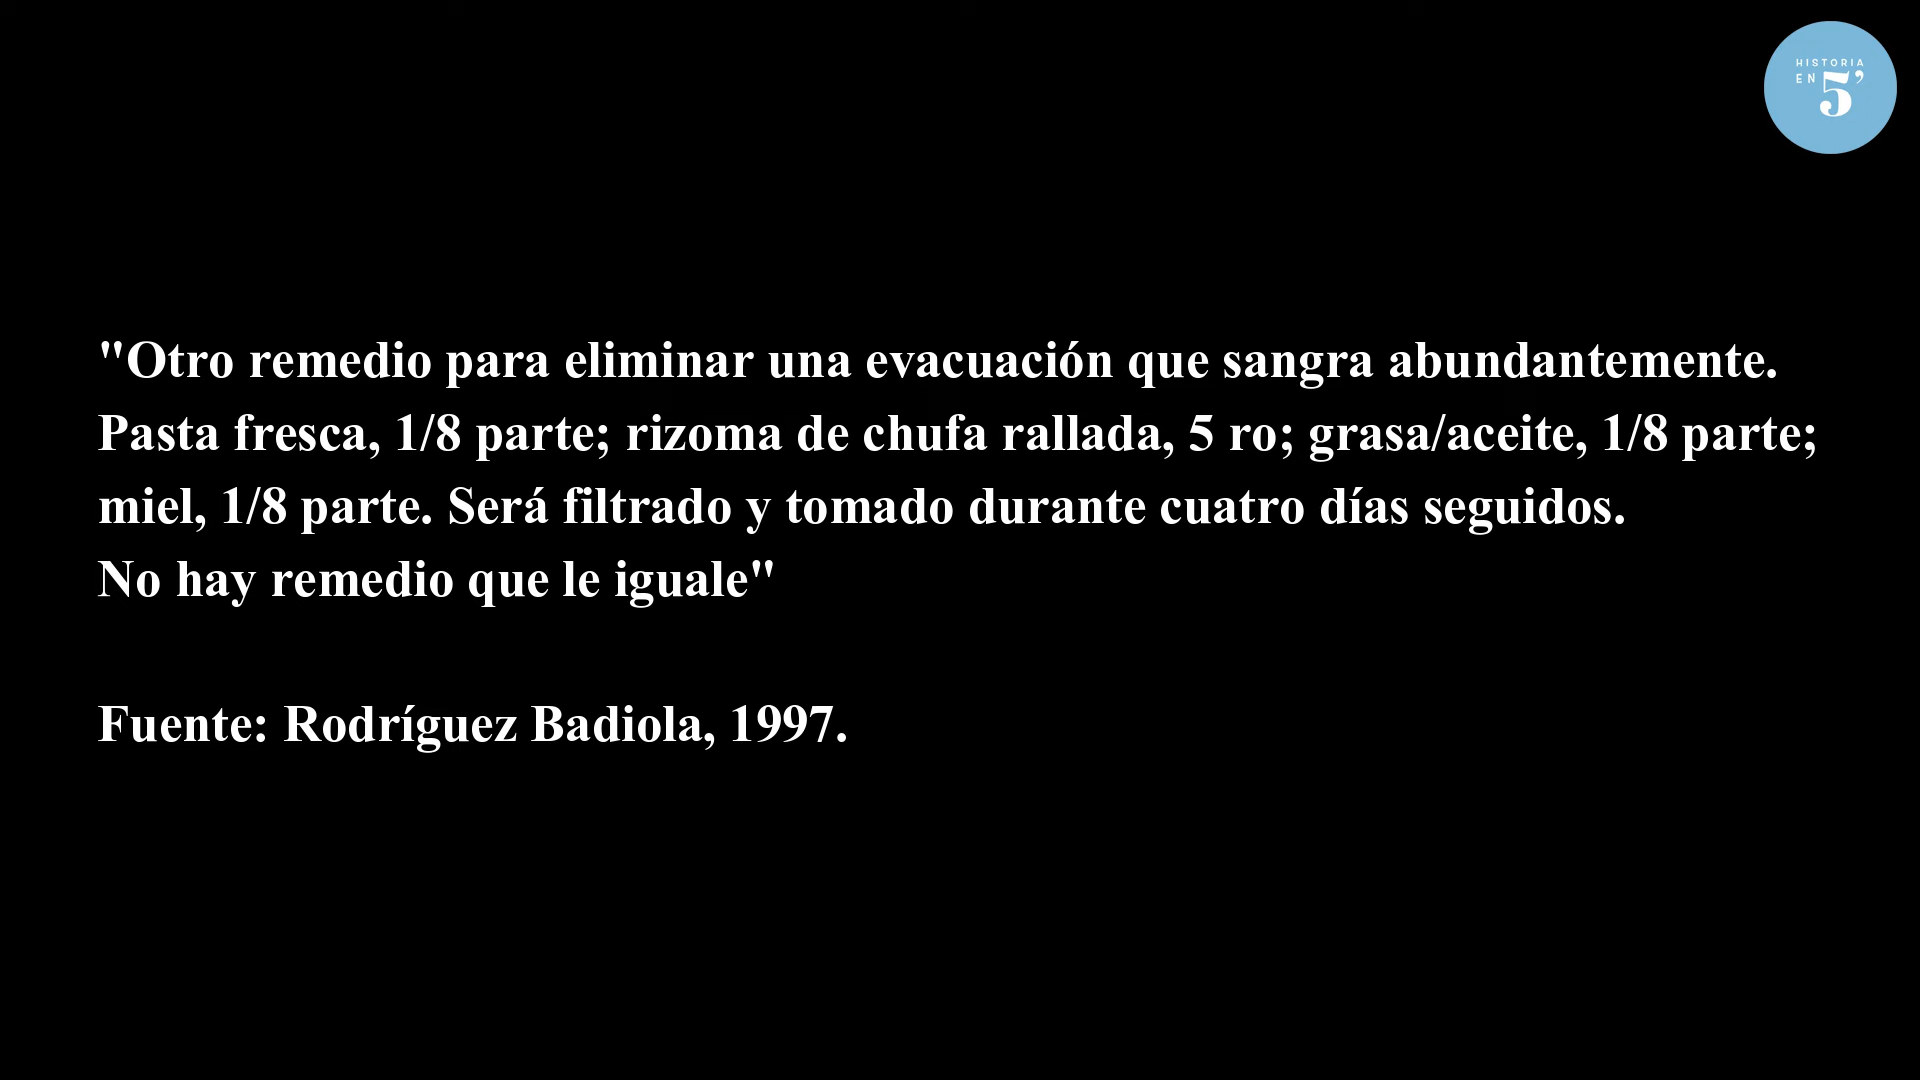 HISTORIA
EN 5’
"Otro remedio para eliminar una evacuación que sangra abundantemente.
Pasta fresca, 1/8 parte; rizoma de chufa rallada, 5 ro; grasa/aceite, 1/8 parte;
miel, 1/8 parte. Será filtrado y tomado durante cuatro días seguidos.
No hay remedio que le iguale"
Fuente: Rodríguez Badiola, 1997.